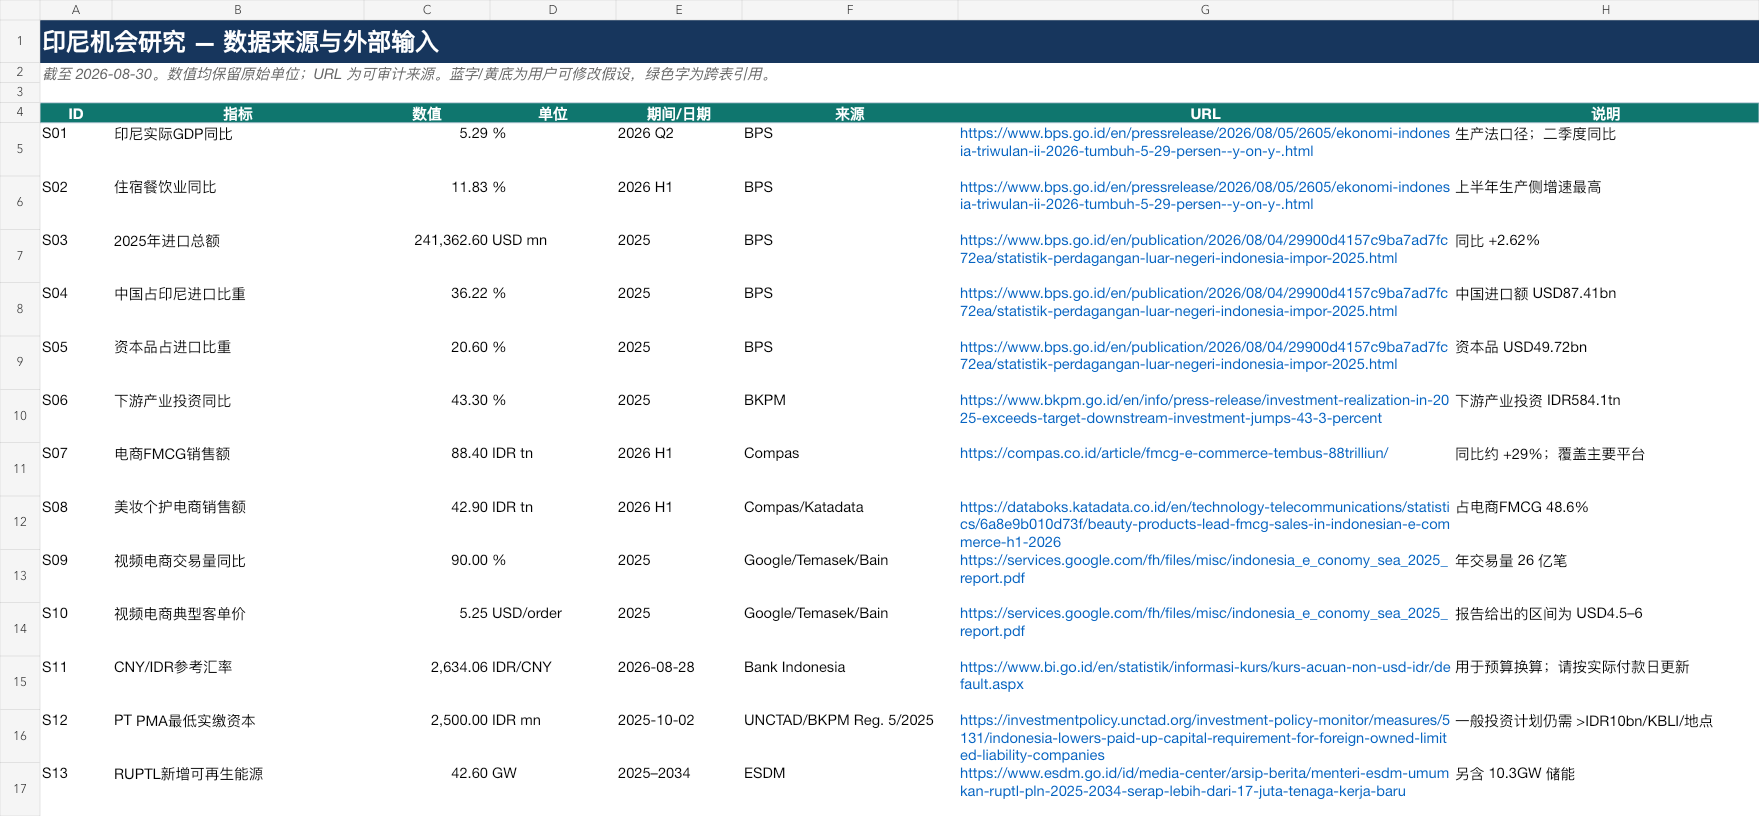 A B C D E F G H
1 印尼机会研究 — 数据来源与外部输入
2 截至 2026-08-30。数值均保留原始单位；URL 为可审计来源。蓝字/黄底为用户可修改假设，绿色字为跨表引用。
3
4 ID 指标 数值 单位 期间/日期 来源 URL 说明
5 S01 印尼实际GDP同比 5.29 % 2026 Q2 BPS https://www.bps.go.id/en/pressrelease/2026/08/05/2605/ekonomi-indones 生产法口径；二季度同比
ia-triwulan-ii-2026-tumbuh-5-29-persen--y-on-y-.html
6 S02 住宿餐饮业同比 11.83 % 2026 H1 BPS https://www.bps.go.id/en/pressrelease/2026/08/05/2605/ekonomi-indones 上半年生产侧增速最高
ia-triwulan-ii-2026-tumbuh-5-29-persen--y-on-y-.html
7 S03 2025年进口总额 241,362.60 USD mn 2025 BPS https://www.bps.go.id/en/publication/2026/08/04/29900d4157c9ba7ad7fc 同比 +2.62%
72ea/statistik-perdagangan-luar-negeri-indonesia-impor-2025.html
8 S04 中国占印尼进口比重 36.22 % 2025 BPS https://www.bps.go.id/en/publication/2026/08/04/29900d4157c9ba7ad7fc 中国进口额 USD87.41bn
72ea/statistik-perdagangan-luar-negeri-indonesia-impor-2025.html
9 S05 资本品占进口比重 20.60 % 2025 BPS https://www.bps.go.id/en/publication/2026/08/04/29900d4157c9ba7ad7fc 资本品 USD49.72bn
72ea/statistik-perdagangan-luar-negeri-indonesia-impor-2025.html
10 S06 下游产业投资同比 43.30 % 2025 BKPM https://www.bkpm.go.id/en/info/press-release/investment-realization-in-20 下游产业投资 IDR584.1tn
25-exceeds-target-downstream-investment-jumps-43-3-percent
11 S07 电商FMCG销售额 88.40 IDR tn 2026 H1 Compas https://compas.co.id/article/fmcg-e-commerce-tembus-88trilliun/ 同比约 +29%；覆盖主要平台
12 S08 美妆个护电商销售额 42.90 IDR tn 2026 H1 Compas/Katadata https://databoks.katadata.co.id/en/technology-telecommunications/statisti 占电商FMCG 48.6%
cs/6a8e9b010d73f/beauty-products-lead-fmcg-sales-in-indonesian-e-com
merce-h1-2026
13 S09 视频电商交易量同比 90.00 % 2025 Google/Temasek/Bain https://services.google.com/fh/files/misc/indonesia_e_conomy_sea_2025_ 年交易量 26 亿笔
report.pdf
14 S10 视频电商典型客单价 5.25 USD/order 2025 Google/Temasek/Bain https://services.google.com/fh/files/misc/indonesia_e_conomy_sea_2025_ 报告给出的区间为 USD4.5–6
report.pdf
15 S11 CNY/IDR参考汇率 2,634.06 IDR/CNY 2026-08-28 Bank Indonesia https://www.bi.go.id/en/statistik/informasi-kurs/kurs-acuan-non-usd-idr/de 用于预算换算；请按实际付款日更新
fault.aspx
16 S12 PT PMA最低实缴资本 2,500.00 IDR mn 2025-10-02 UNCTAD/BKPM Reg. 5/2025 https://investmentpolicy.unctad.org/investment-policy-monitor/measures/5 一般投资计划仍需 >IDR10bn/KBLI/地点
131/indonesia-lowers-paid-up-capital-requirement-for-foreign-owned-limit
ed-liability-companies
17 S13 RUPTL新增可再生能源 42.60 GW 2025–2034 ESDM https://www.esdm.go.id/id/media-center/arsip-berita/menteri-esdm-umum 另含 10.3GW 储能
kan-ruptl-pln-2025-2034-serap-lebih-dari-17-juta-tenaga-kerja-baru